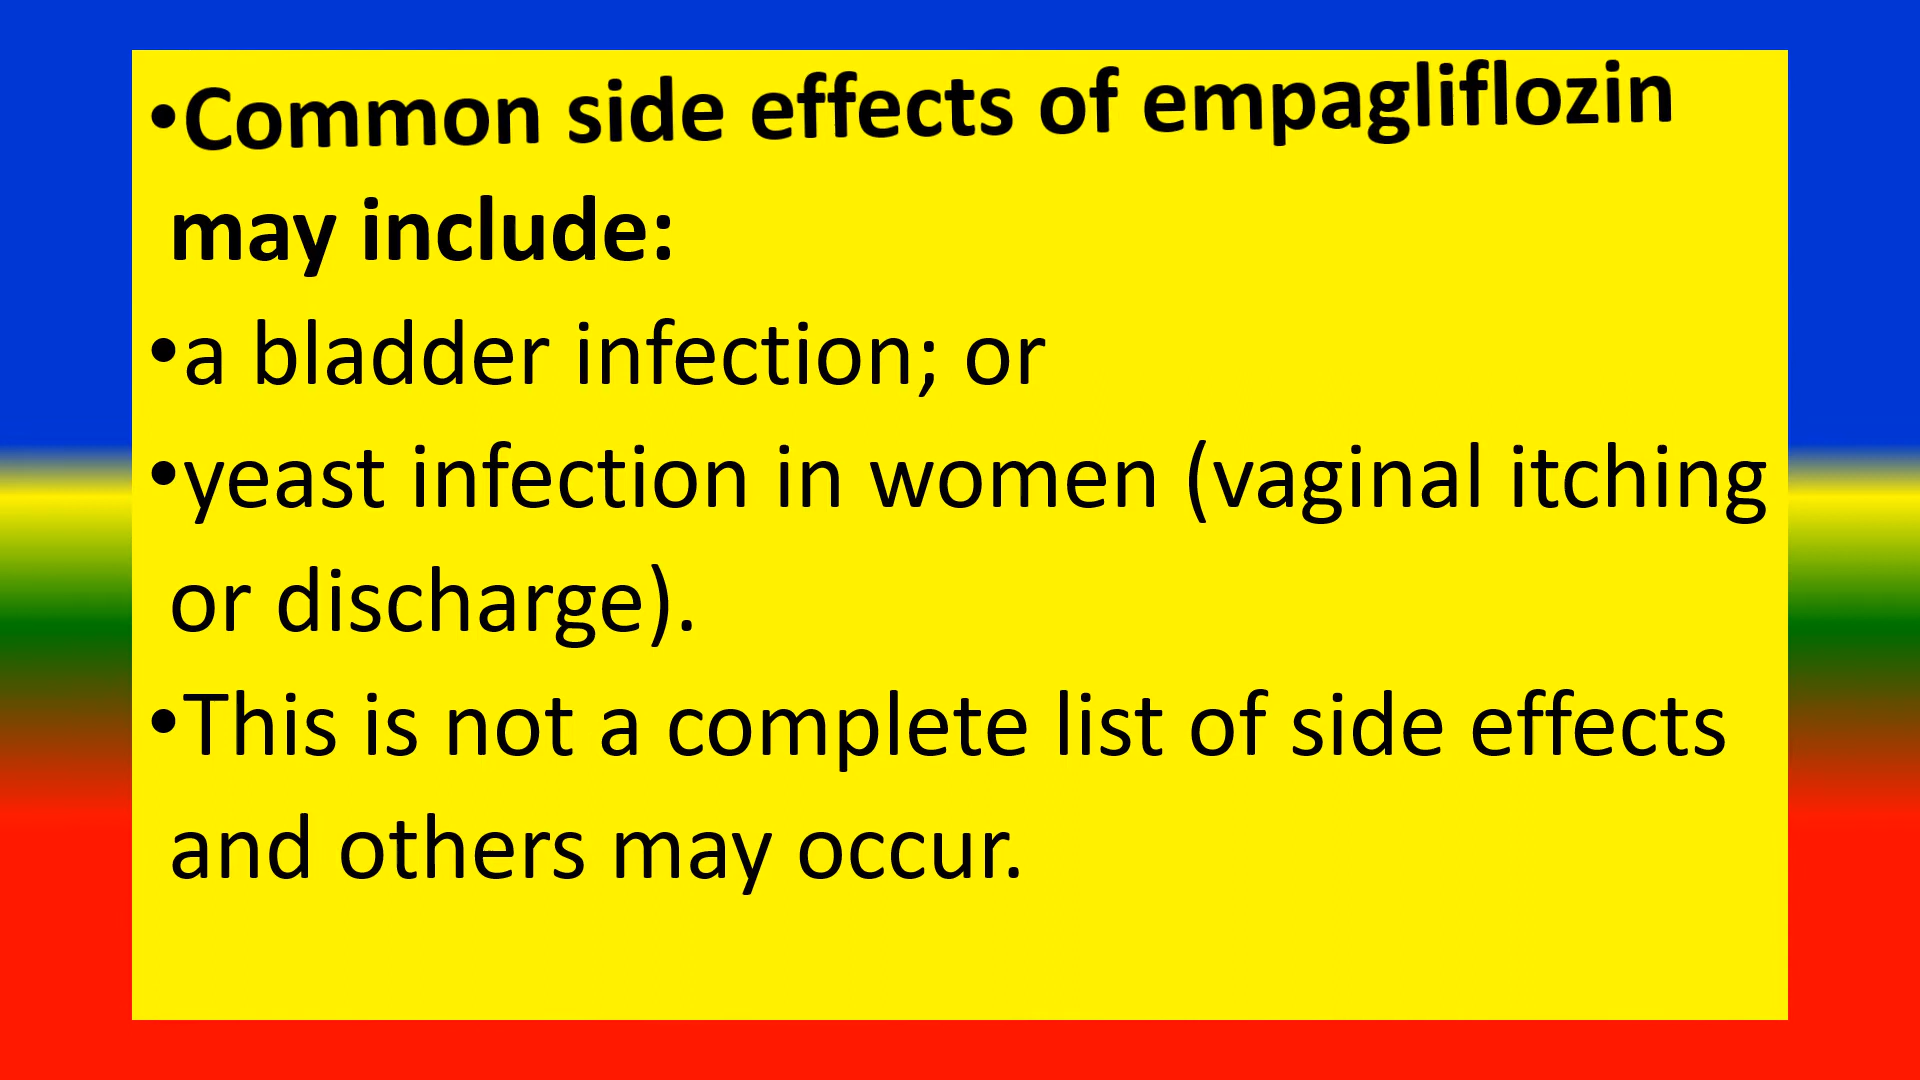 •Common side effects of empagliflozin
may include:
•a bladder infection; or
•yeast infection in women (vaginal itching
or discharge).
•This is not a complete list of side effects
and others may occur.